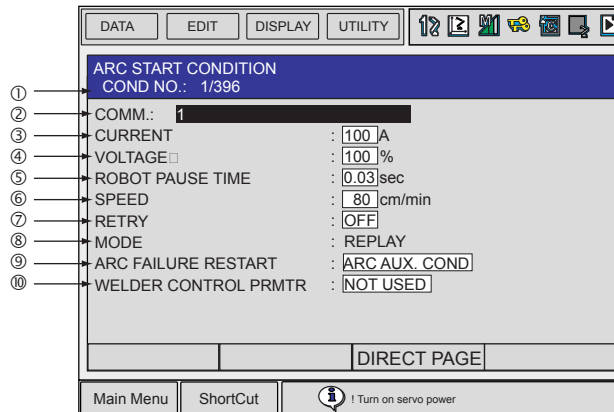 DATA EDIT DISPLAY UTILITY
ARC START CONDITION
① COND NO.: 1/396
② COMM.: 1
③ CURRENT : 100 A
④ VOLTAGE□ : 100 %
⑤ ROBOT PAUSE TIME : 0.03 sec
⑥ SPEED : 80 cm/min
⑦ RETRY : OFF
⑧ MODE : REPLAY
⑨ ARC FAILURE RESTART : ARC AUX. COND
⑩ WELDER CONTROL PRMTR : NOT USED
DIRECT PAGE
Main Menu ShortCut ! Turn on servo power